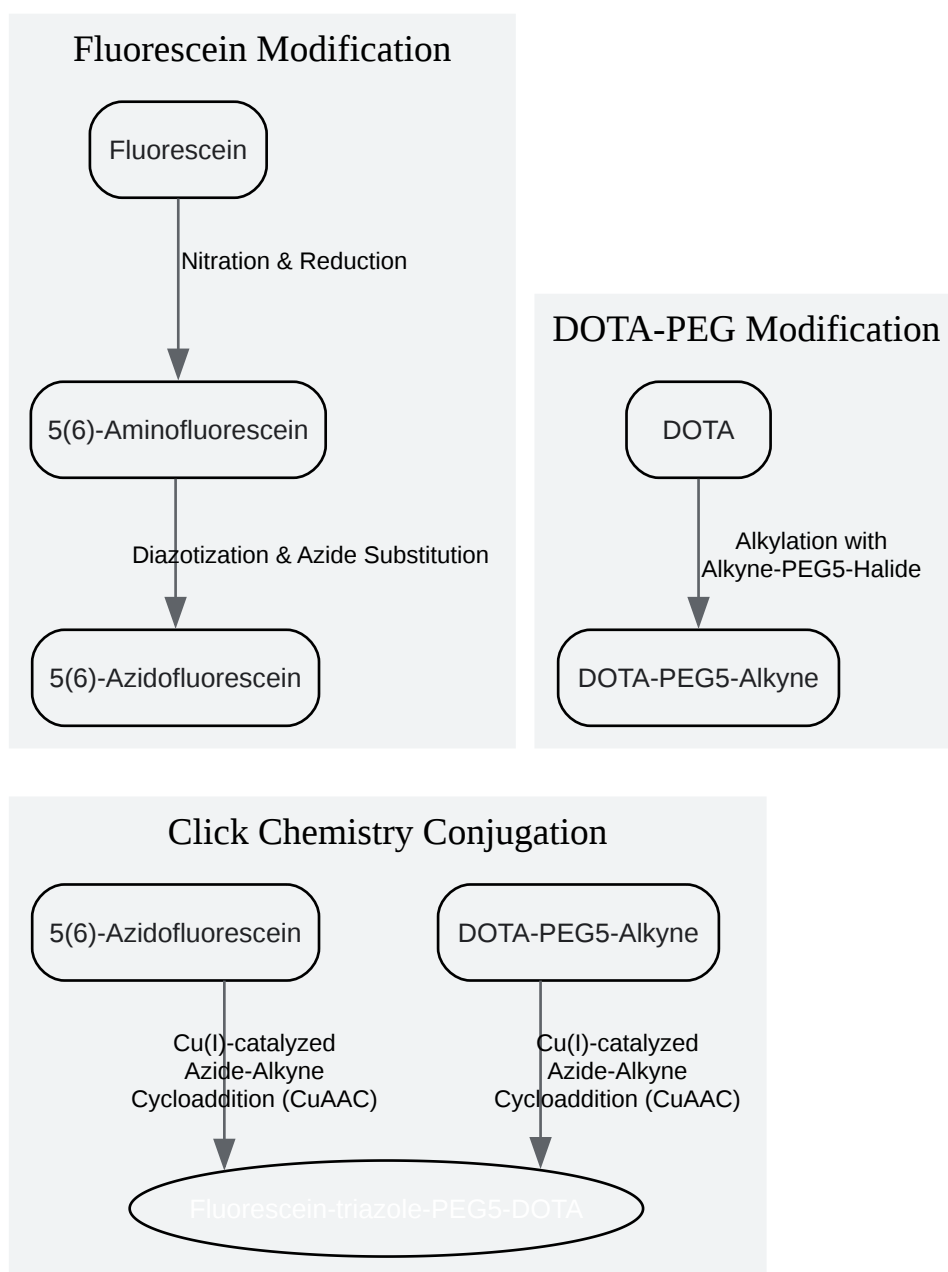 Fluorescein Modification
Fluorescein
Nitration & Reduction
5(6)-Aminofluorescein
Diazotization & Azide Substitution
5(6)-Azidofluorescein
DOTA-PEG Modification
DOTA
Alkylation with
Alkyne-PEG5-Halide
DOTA-PEG5-Alkyne
Click Chemistry Conjugation
5(6)-Azidofluorescein
DOTA-PEG5-Alkyne
Cu(I)-catalyzed
Azide-Alkyne
Cycloaddition (CuAAC)
Cu(I)-catalyzed
Azide-Alkyne
Cycloaddition (CuAAC)
Fluorescein-triazole-PEG5-DOTA